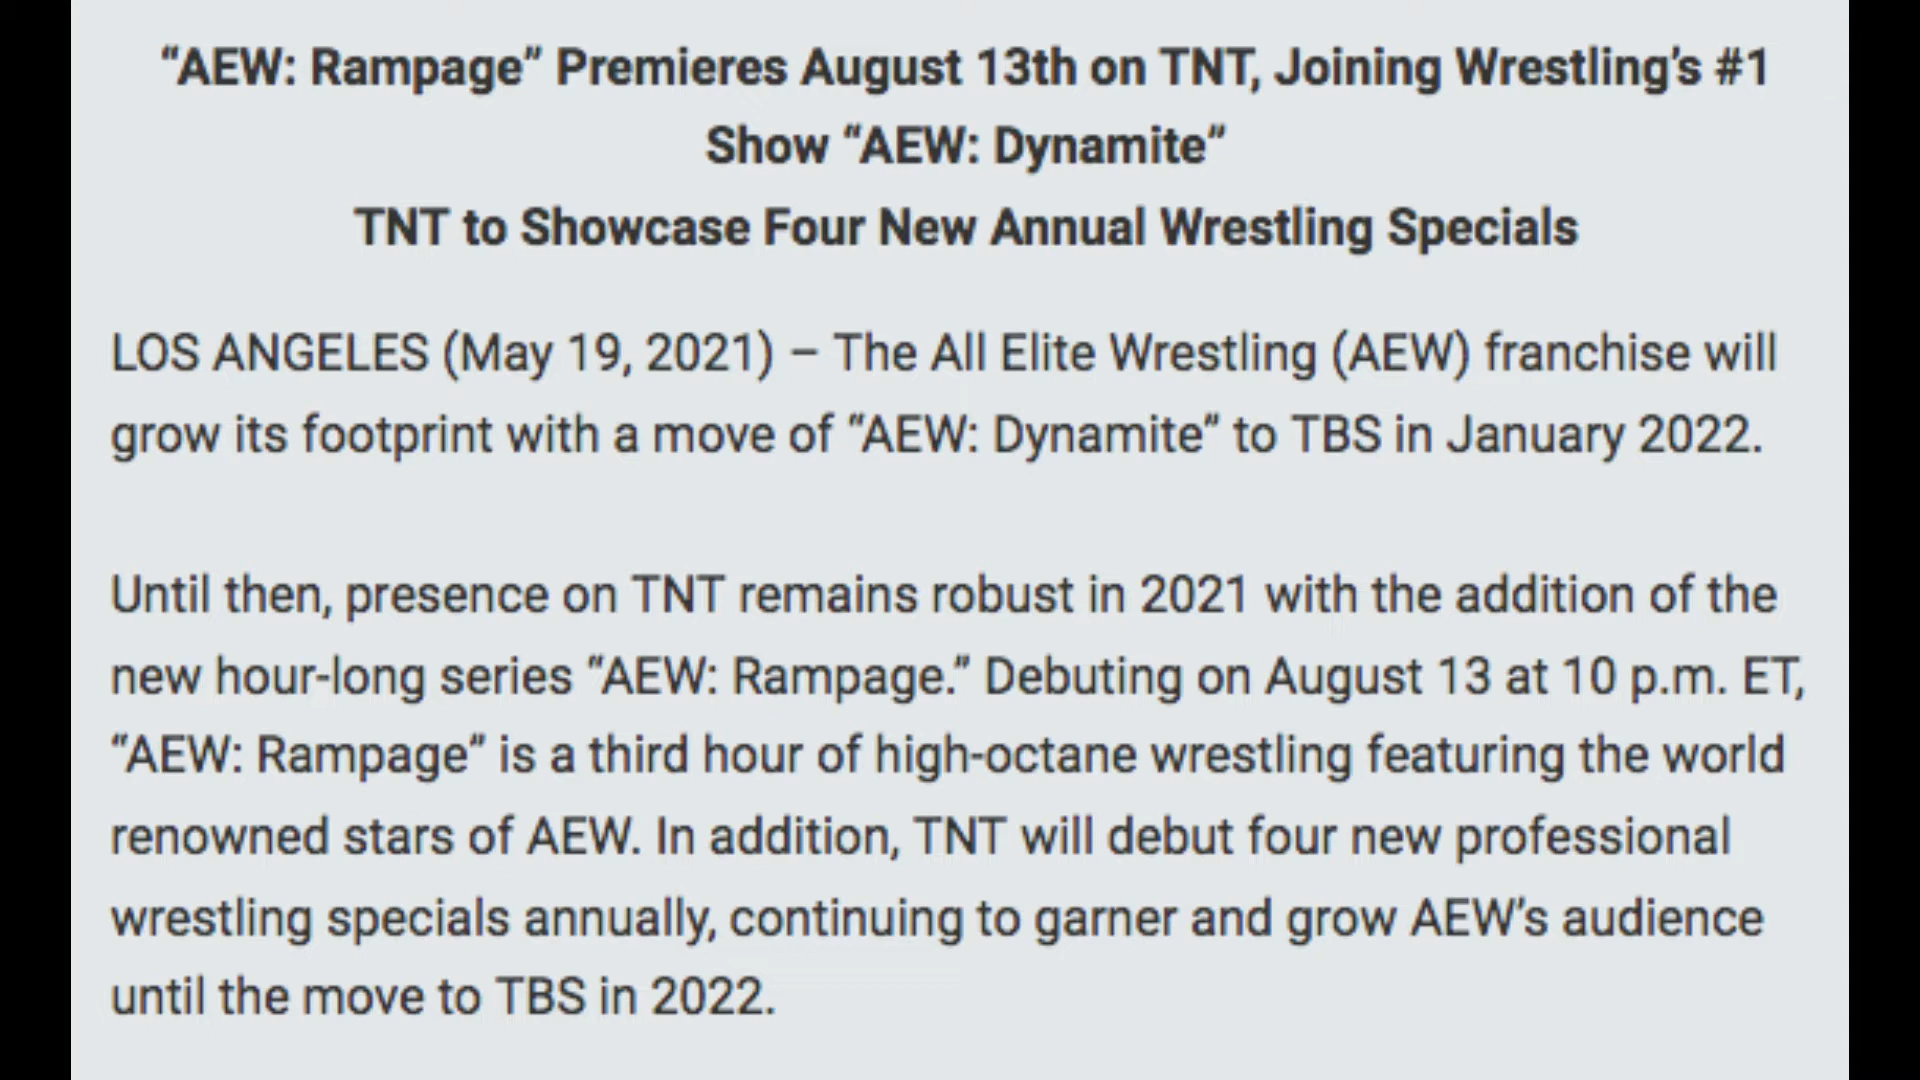 “AEW: Rampage” Premieres August 13th on TNT, Joining Wrestling’s #1
Show “AEW: Dynamite”
TNT to Showcase Four New Annual Wrestling Specials
LOS ANGELES (May 19, 2021) – The All Elite Wrestling (AEW) franchise will
grow its footprint with a move of “AEW: Dynamite” to TBS in January 2022.
Until then, presence on TNT remains robust in 2021 with the addition of the
new hour-long series “AEW: Rampage.” Debuting on August 13 at 10 p.m. ET,
“AEW: Rampage” is a third hour of high-octane wrestling featuring the world
renowned stars of AEW. In addition, TNT will debut four new professional
wrestling specials annually, continuing to garner and grow AEW’s audience
until the move to TBS in 2022.